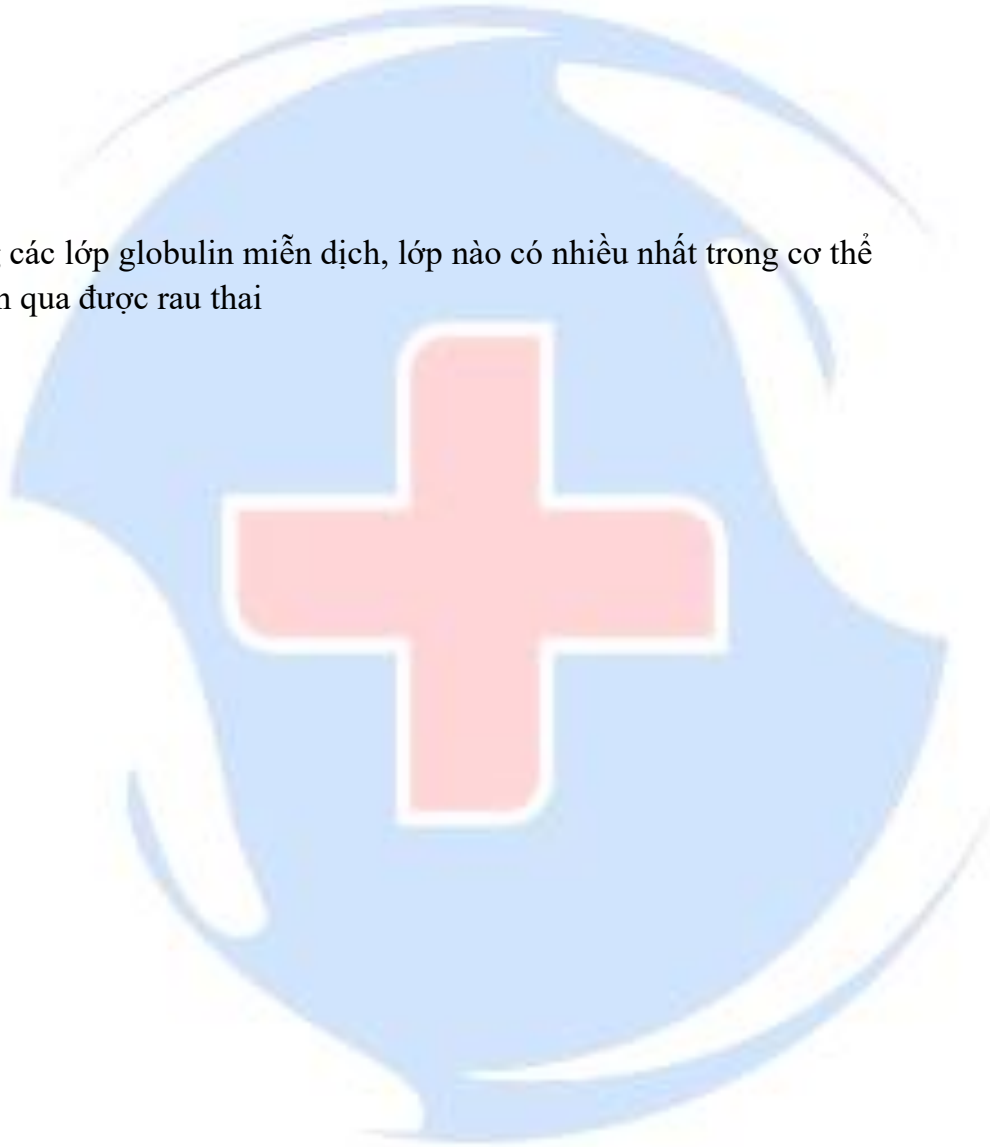 các lớp globulin miễn dịch, lớp nào có nhiều nhất trong cơ thể
qua được rau thai